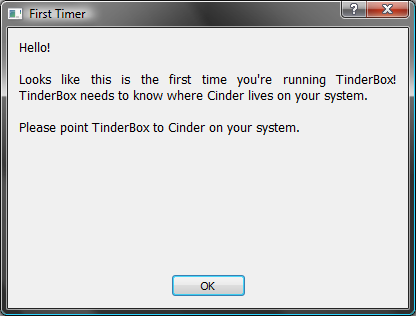 First Timer
Hello!
Looks like this is the first time you're running TinderBox!
TinderBox needs to know where Cinder lives on your system.
Please point TinderBox to Cinder on your system.
OK